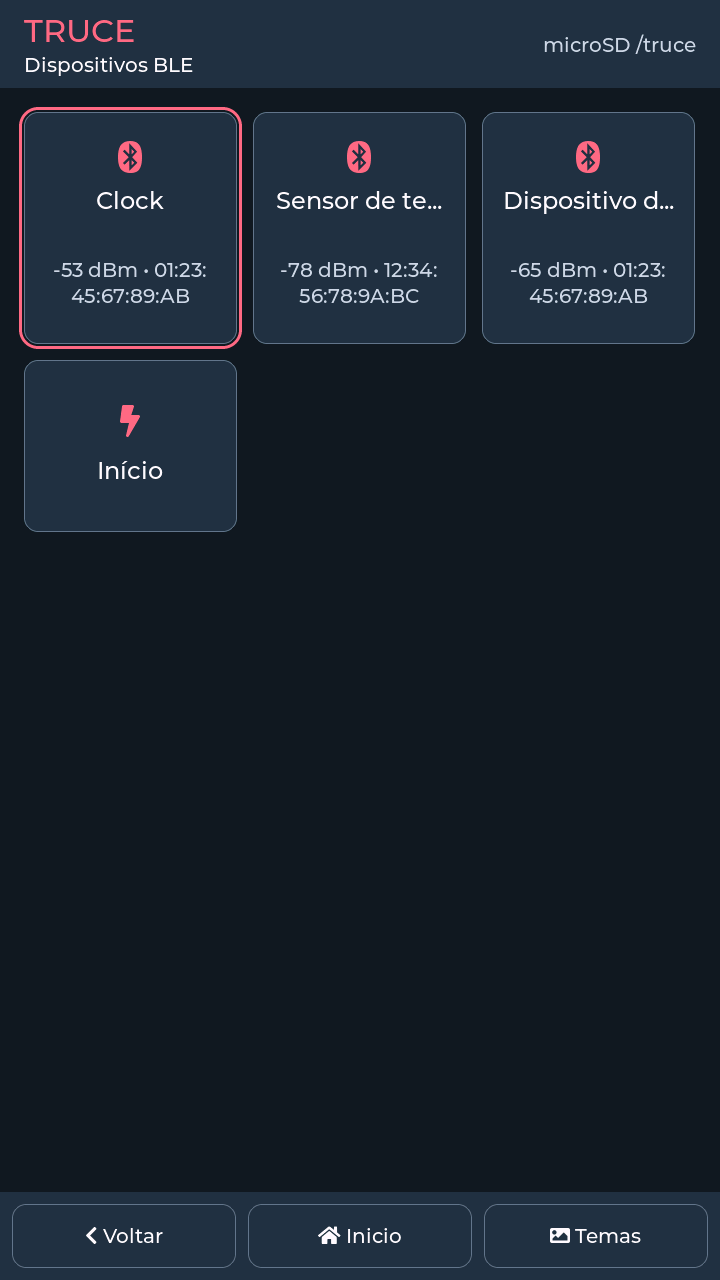 TRUCE
Dispositivos BLE
microSD /truce
Clock
-53 dBm • 01:23:
45:67:89:AB
Sensor de te...
-78 dBm • 12:34:
56:78:9A:BC
Dispositivo d...
-65 dBm • 01:23:
45:67:89:AB
Início
Voltar
Inicio
Temas